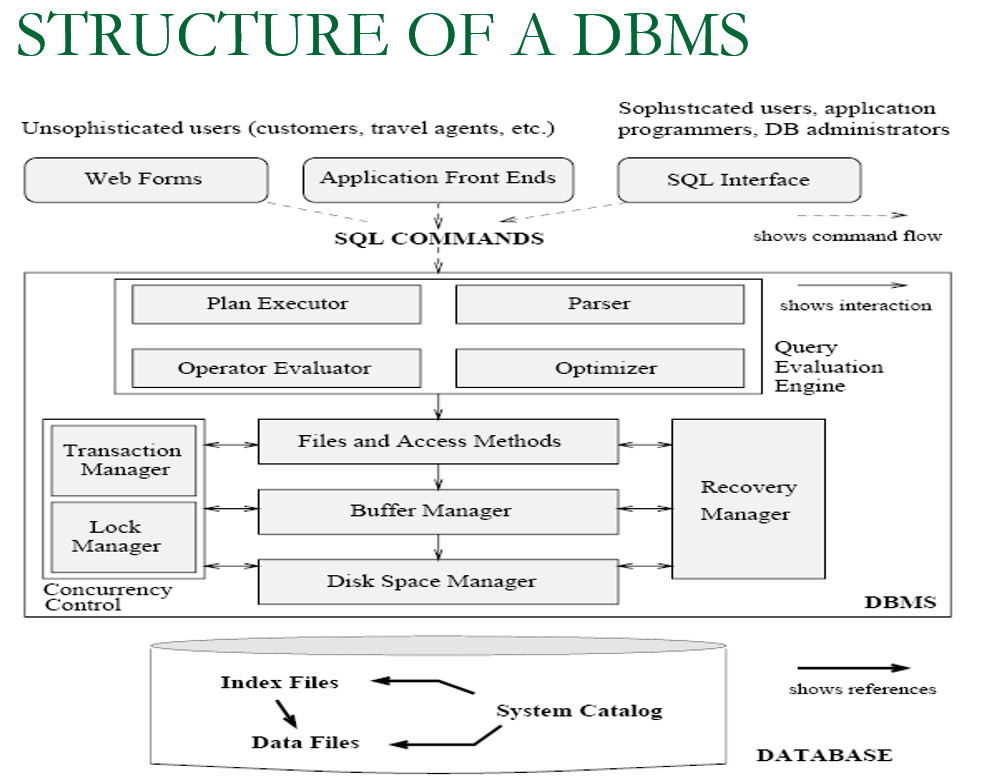 STRUCTURE OF A DBMS
Unsophisticated users (customers, travel agents, etc.)
Sophisticated users, application
programmers, DB administrators
Web Forms
Application Front Ends
SQL Interface
SQL COMMANDS
shows command flow
Plan Executor
Parser
shows interaction
Operator Evaluator
Optimizer
Query
Evaluation
Engine
Transaction
Manager
Lock
Manager
Concurrency
Control
Files and Access Methods
Buffer Manager
Disk Space Manager
Recovery
Manager
DBMS
Index Files
System Catalog
Data Files
shows references
DATABASE